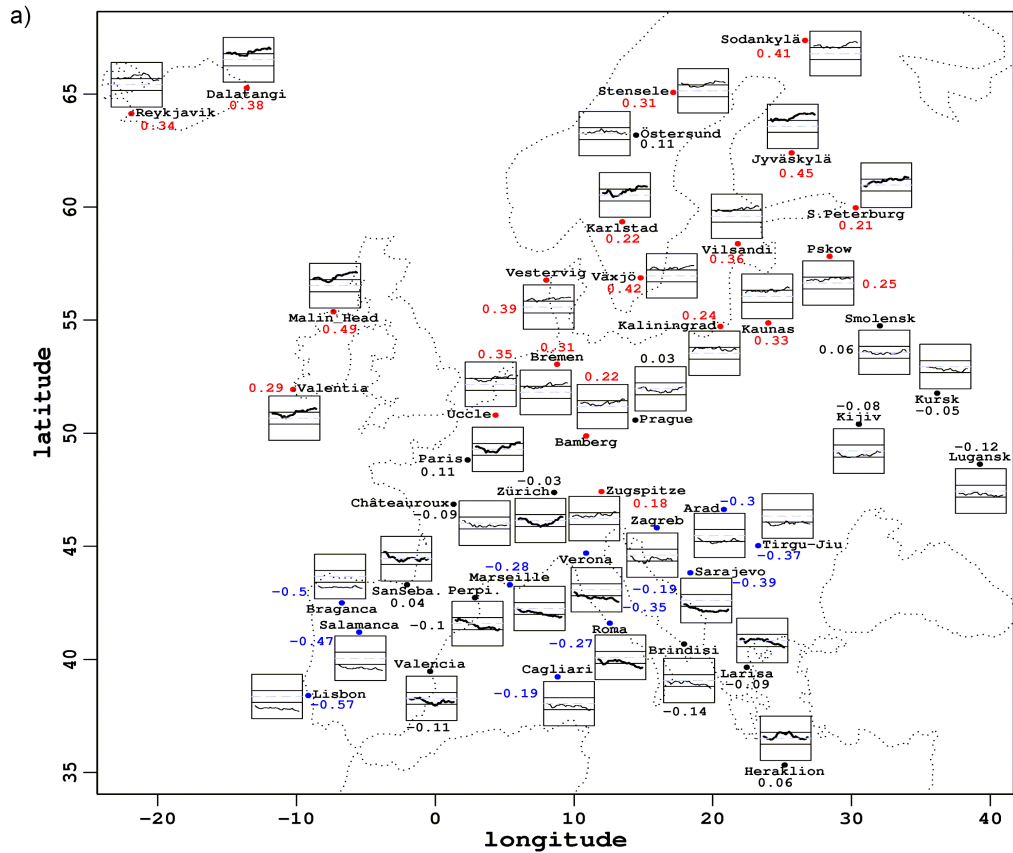 a)
Sodankylä
0.41
Dalatangi
0.38
Reykjavik
0.34
Stensele
0.31
Östersund
0.11
Jyväskylä
0.45
S.Peterburg
0.21
Karlstad
0.22
Vilsandi
0.36
Pskow
0.25
Vestervig
0.39
Växjö
0.42
Malin Head
0.49
Kaliningrad
0.24
Kaunas
0.33
Smolensk
0.06
Bremen
0.31
0.35
Uccle
0.22
Bamberg
0.03
Prague
Kursk
-0.05
0.29
Valentia
-0.08
Kijiv
-0.12
Lugansk
Paris
0.11
Châteauroux
-0.09
-0.03
Zürich
Zugspitze
0.18
Zagreb
-0.19
Arad
-0.3
Tirgu-Jiu
-0.37
Verona
-0.35
Sarajevo
-0.39
-0.28
Marseille
SanSeba.
0.04
Perpi.
-0.1
-0.5
Braganca
Salamanca
-0.47
Roma
-0.27
Brindisi
-0.14
Larisa
-0.09
Valencia
-0.11
Cagliari
-0.19
Lisbon
-0.57
Heraklion
0.06
latitude
65
60
55
50
45
40
35
-20
-10
0
10
20
30
40
longitude